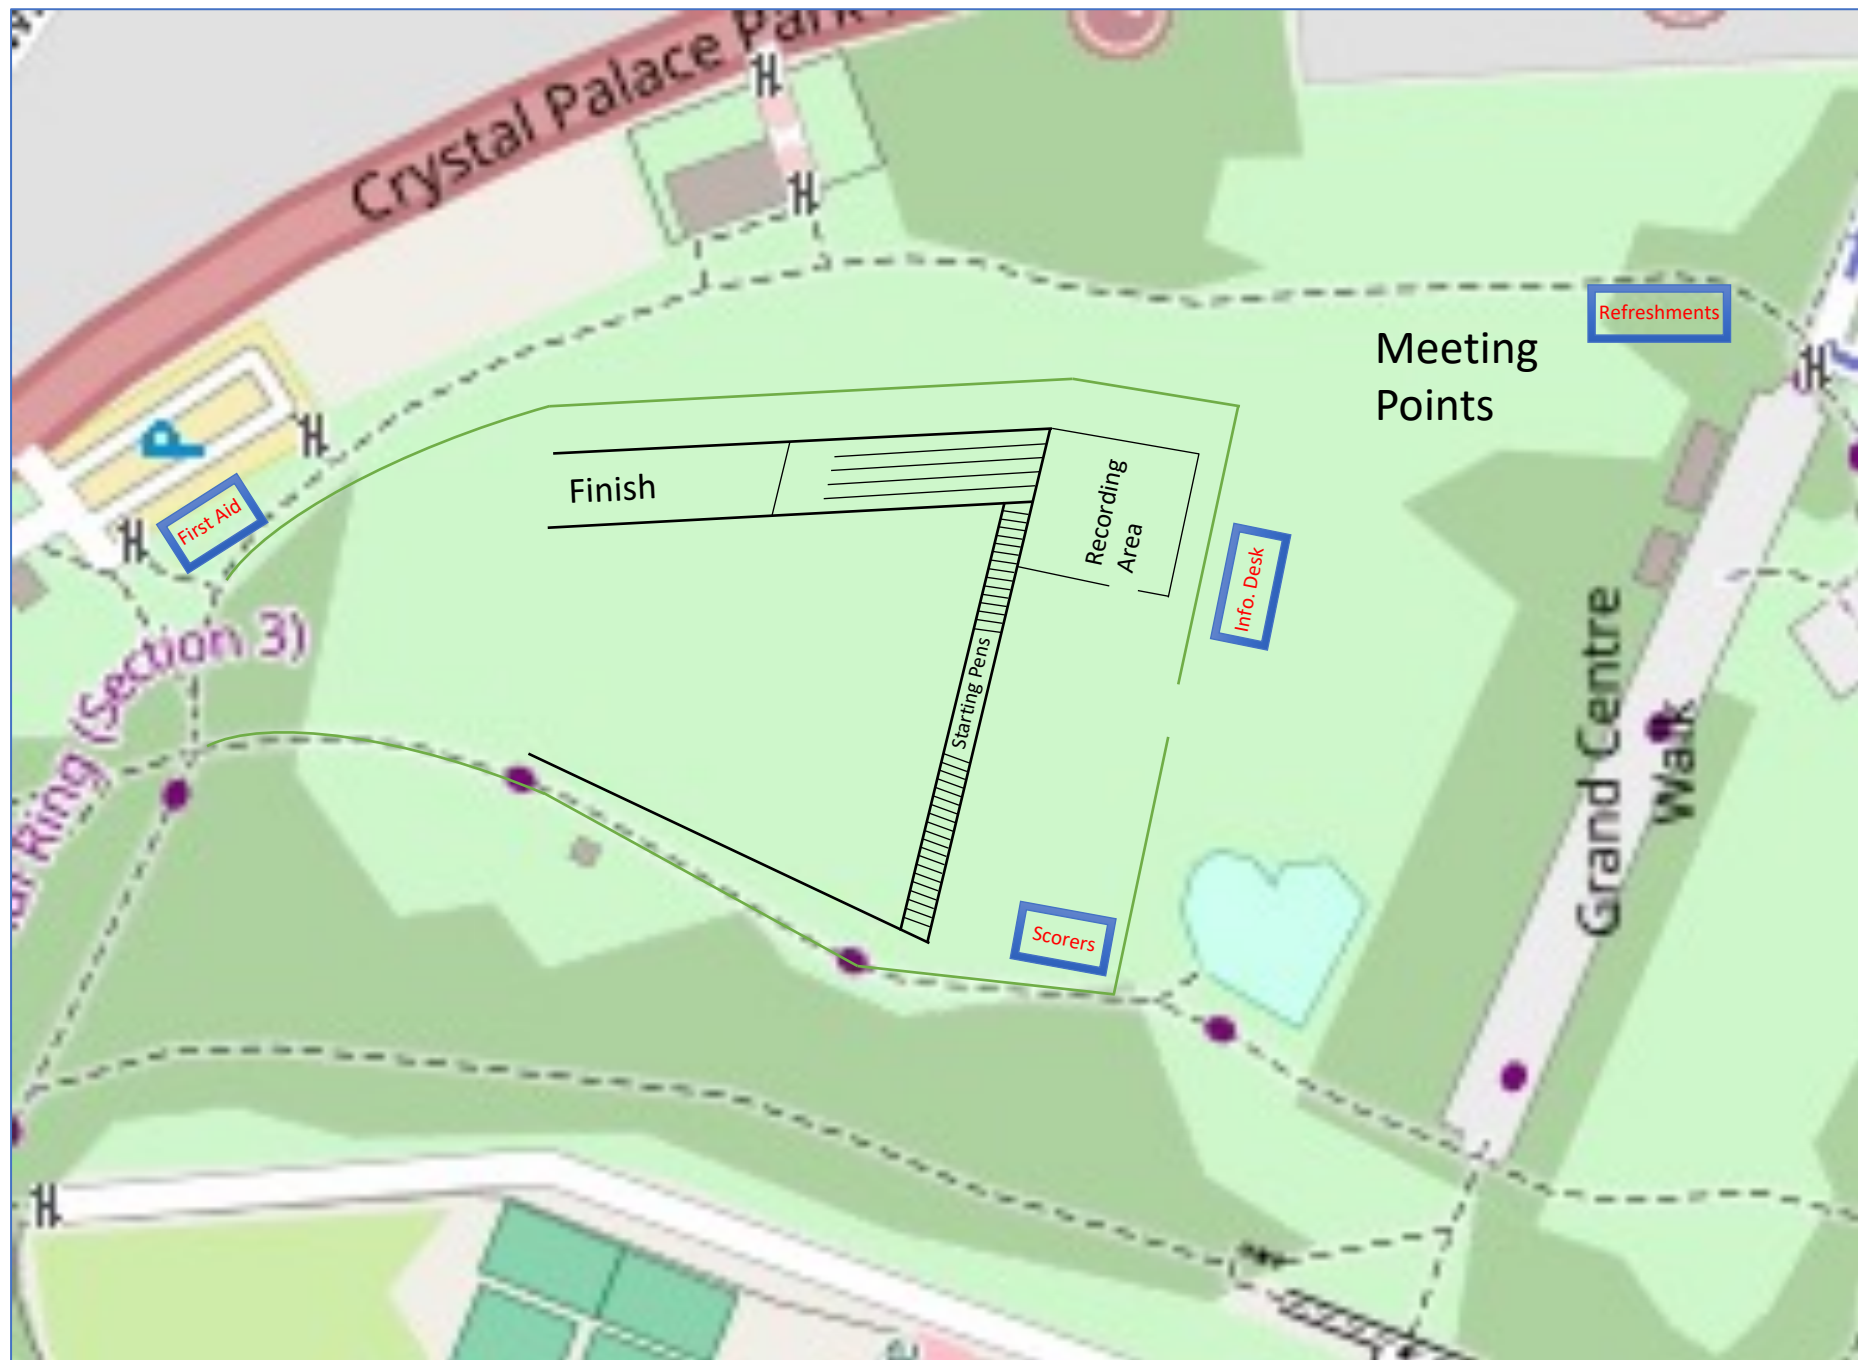 Crystal Palace Park
P
Refreshments
Meeting
Points
Finish
Recording
Area
First Aid
Info. Desk
Starting Pens
Ring (Section 3)
Grand Centre
Walk
Scorers